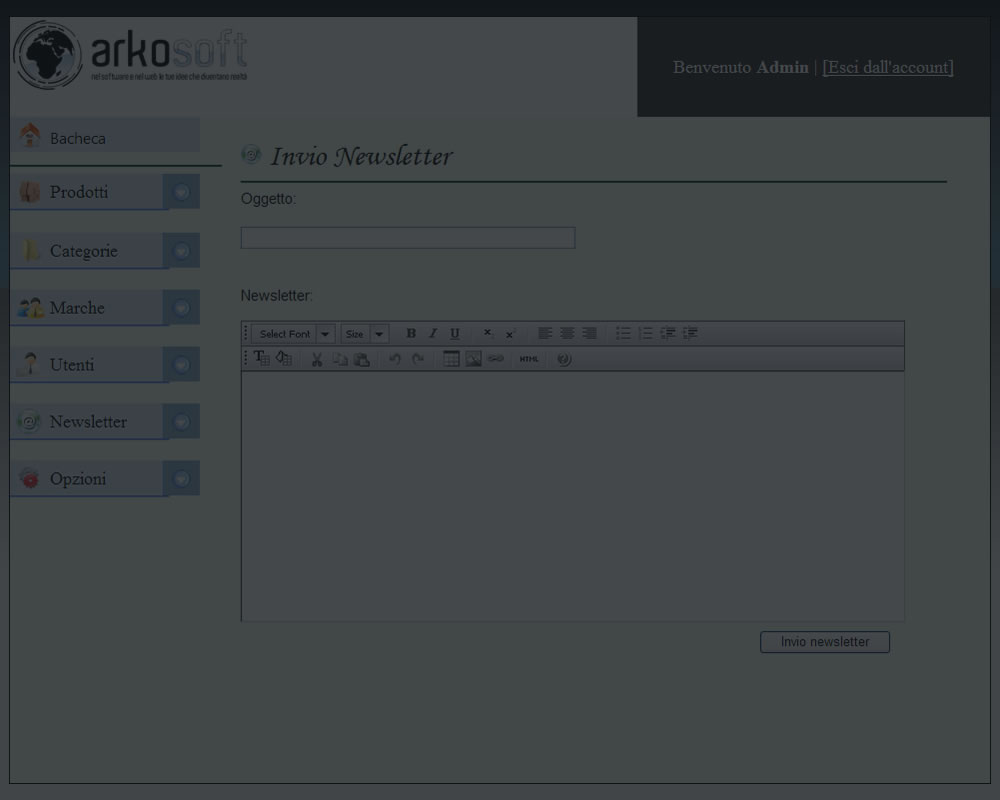 arkosoft
nel software e nel web le tue idee che diventano realtà
Benvenuto Admin | [Esci dall'account]
Bacheca
Prodotti
Categorie
Marche
Utenti
Newsletter
Opzioni
Invio Newsletter
Oggetto:
Newsletter:
Select Font
Size
B I U
HTML
Invio newsletter